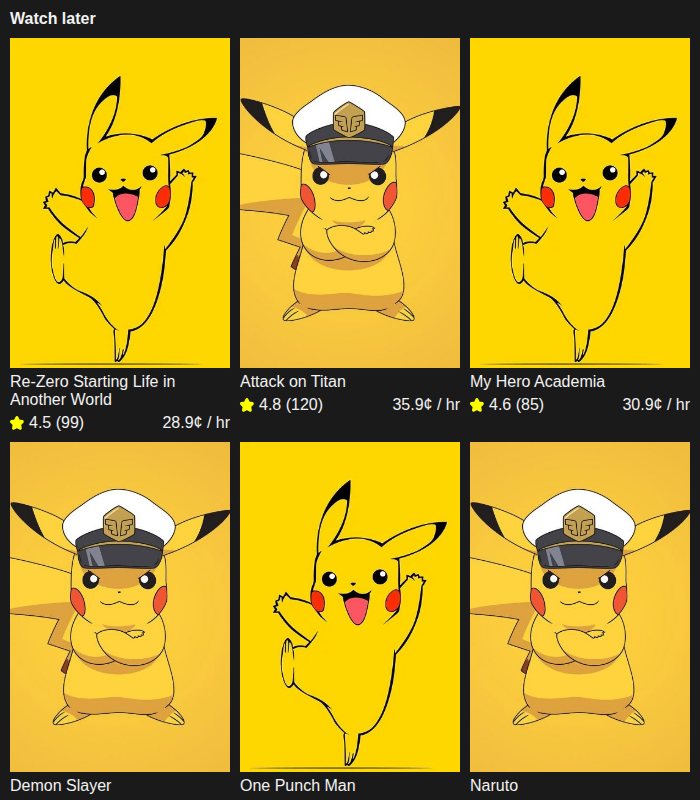 Watch later
Re-Zero Starting Life in
Another World
4.5 (99) 28.9¢ / hr
Attack on Titan
4.8 (120) 35.9¢ / hr
My Hero Academia
4.6 (85) 30.9¢ / hr
Demon Slayer
One Punch Man
Naruto